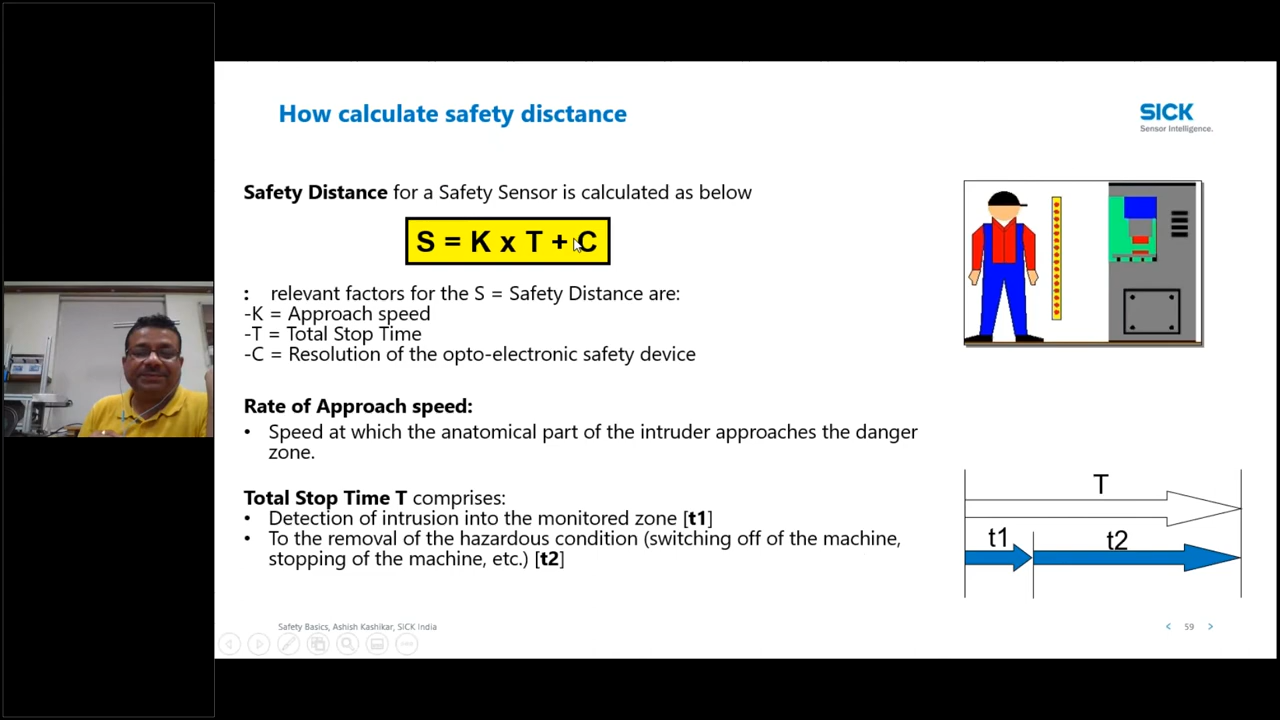 How calculate safety disctance
SICK
Sensor Intelligence.
Safety Distance for a Safety Sensor is calculated as below
S = K x T + C
: relevant factors for the S = Safety Distance are:
-K = Approach speed
-T = Total Stop Time
-C = Resolution of the opto-electronic safety device
Rate of Approach speed:
• Speed at which the anatomical part of the intruder approaches the danger
zone.
Total Stop Time T comprises:
• Detection of intrusion into the monitored zone [t1]
• To the removal of the hazardous condition (switching off of the machine,
stopping of the machine, etc.) [t2]
T
t1 t2
Safety Basics, Ashish Kashikar, SICK India
< 59 >